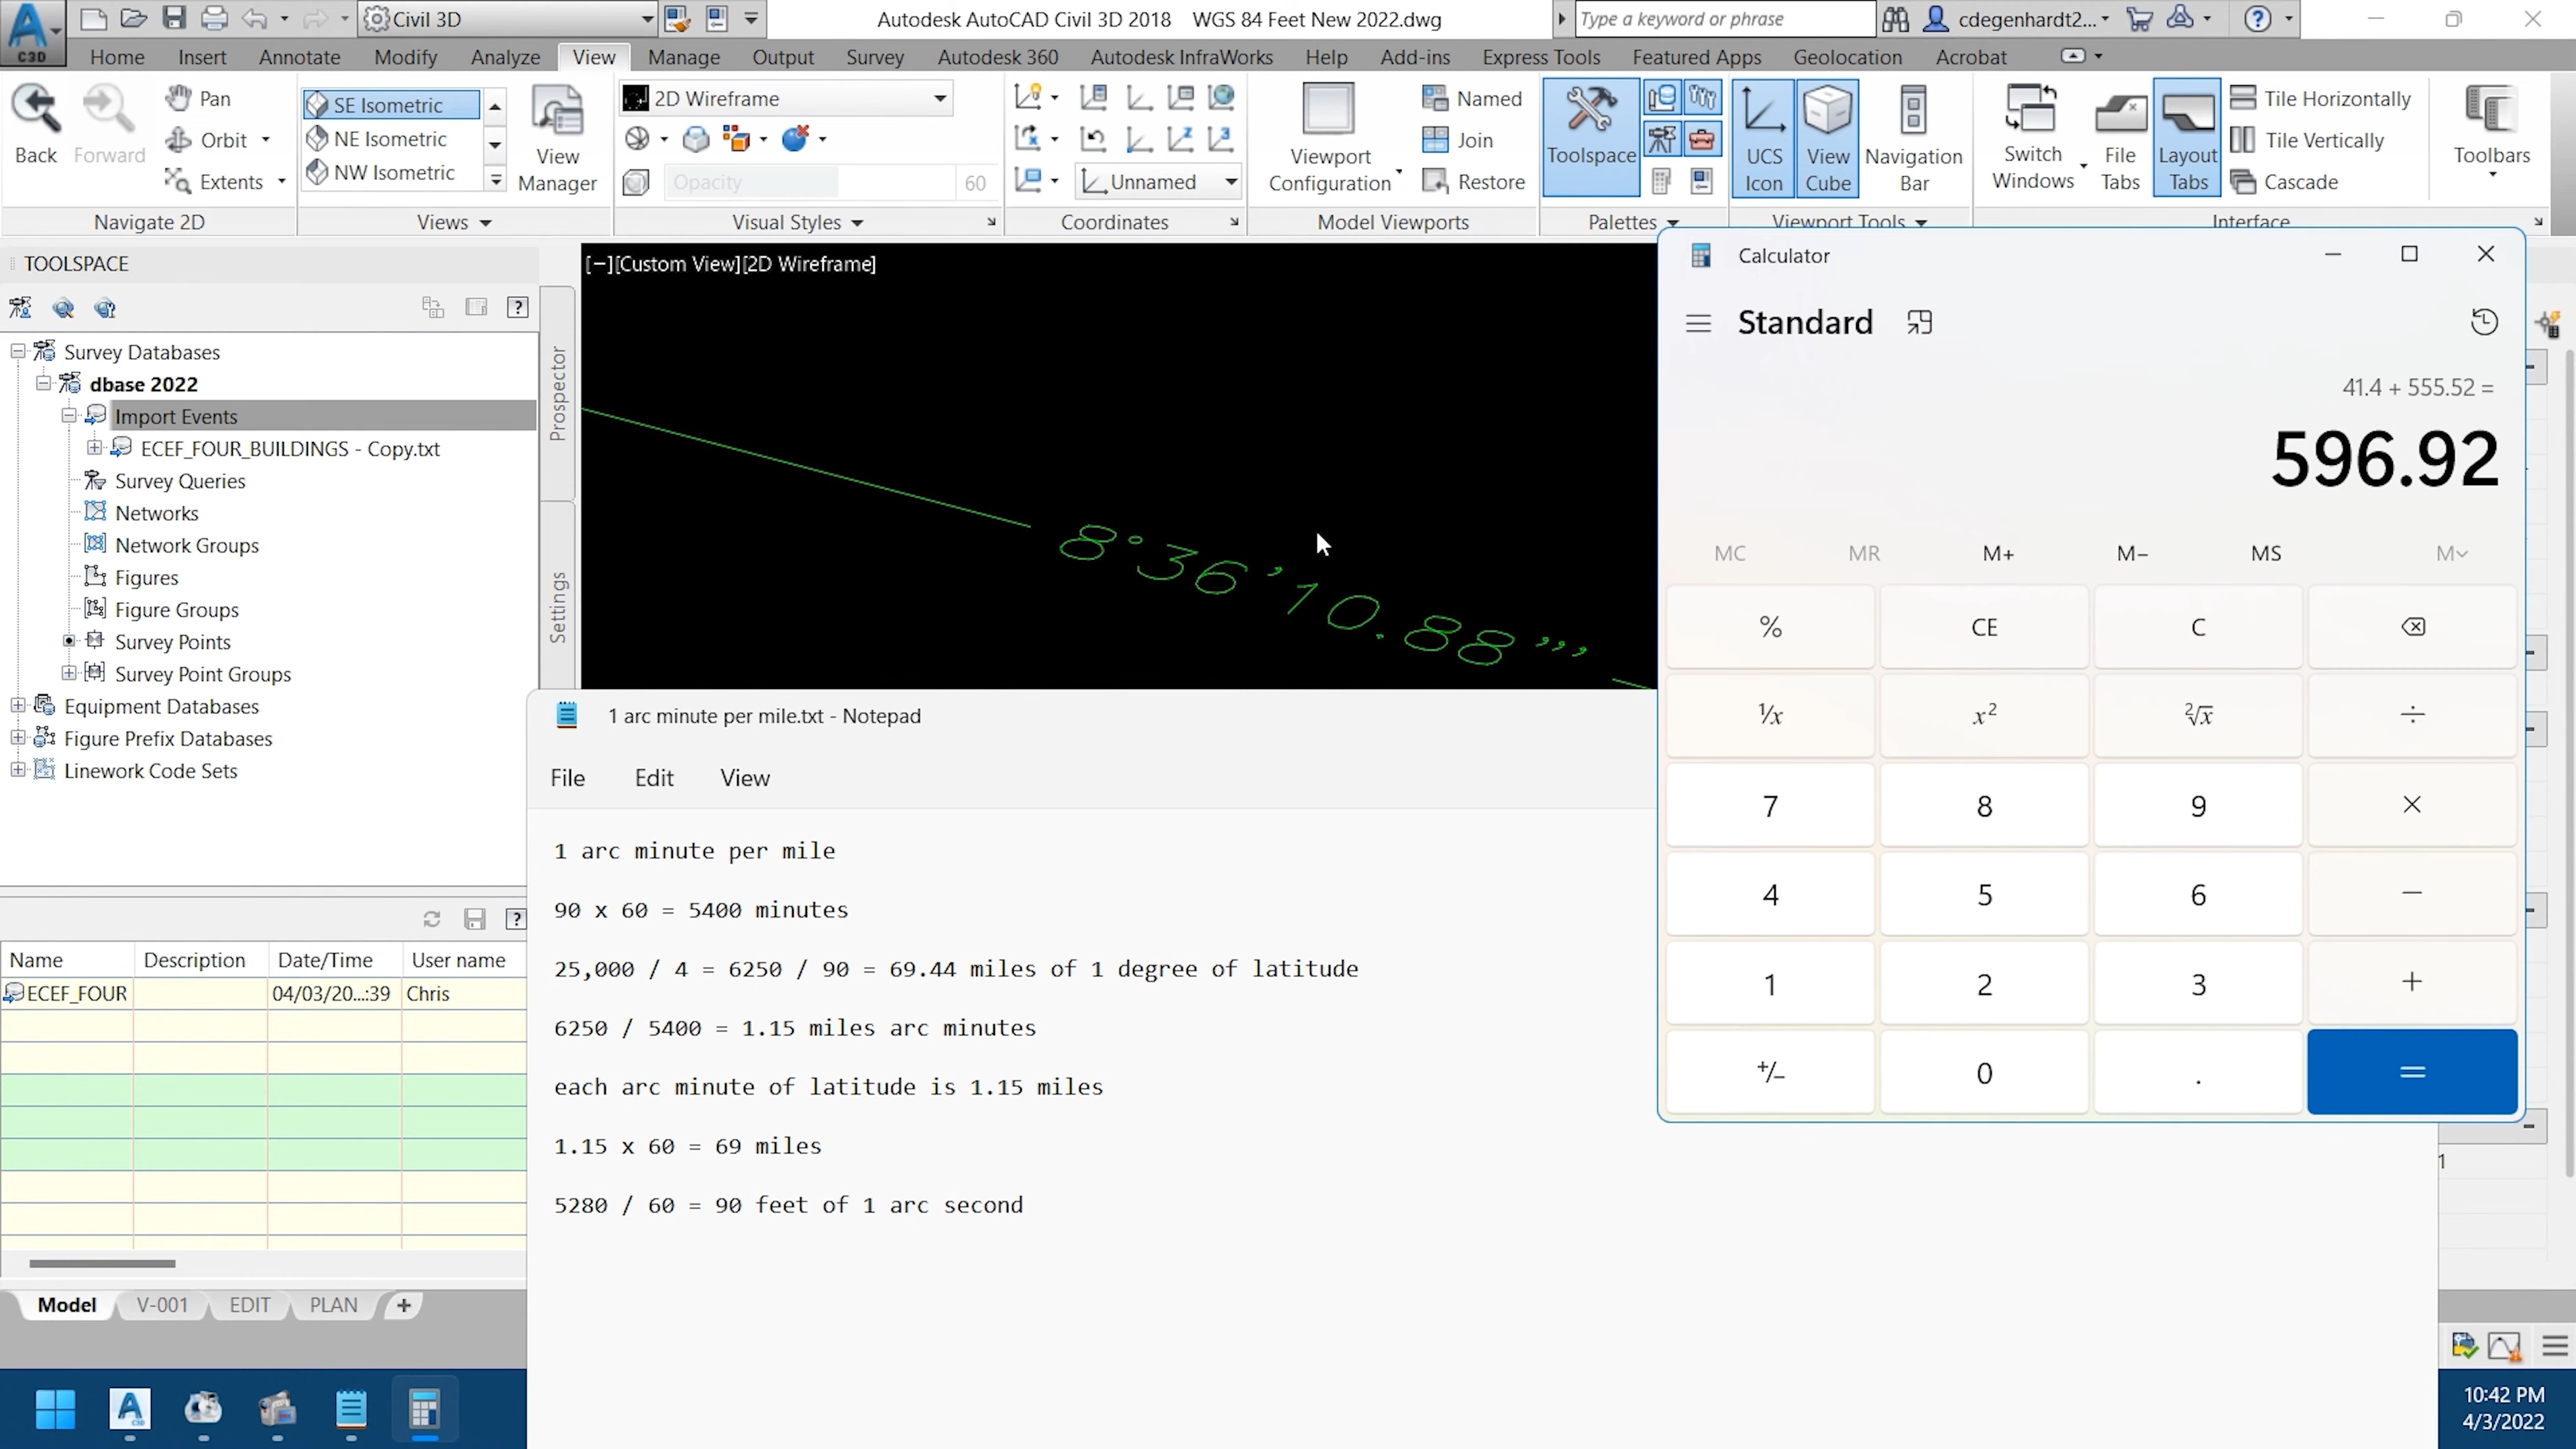 Civil 3D
Autodesk AutoCAD Civil 3D 2018 WGS 84 Feet New 2022.dwg
Type a keyword or phrase
cdegenhardt2...
C3D
Home Insert Annotate Modify Analyze View Manage Output Survey Autodesk 360 Autodesk InfraWorks Help Add-ins Express Tools Featured Apps Geolocation Acrobat
Back
Forward
Pan
Orbit
Extents
Navigate 2D
SE Isometric
NE Isometric
NW Isometric
View Manager
Views
2D Wireframe
Opacity 60
Visual Styles
Unnamed
Coordinates
Viewport Configuration
Named
Join
Restore
Model Viewports
Toolspace
Palettes
UCS Icon
View Cube
Navigation Bar
Viewport Tools
Switch Windows
File Tabs
Layout Tabs
Tile Horizontally
Tile Vertically
Cascade
Interface
Toolbars
TOOLSPACE
Survey Databases
dbase 2022
Import Events
ECEF_FOUR_BUILDINGS - Copy.txt
Survey Queries
Networks
Network Groups
Figures
Figure Groups
Survey Points
Survey Point Groups
Equipment Databases
Figure Prefix Databases
Linework Code Sets
Prospector
Settings
[−][Custom View][2D Wireframe]
8°36'10.88'''
Calculator
Standard
41.4 + 555.52 =
596.92
MC MR M+ M− MS M
% CE C
1/x x² ²√x ÷
7 8 9 ×
4 5 6 −
1 2 3 +
+/− 0 . =
1 arc minute per mile.txt - Notepad
File Edit View
1 arc minute per mile
90 x 60 = 5400 minutes
25,000 / 4 = 6250 / 90 = 69.44 miles of 1 degree of latitude
6250 / 5400 = 1.15 miles arc minutes
each arc minute of latitude is 1.15 miles
1.15 x 60 = 69 miles
5280 / 60 = 90 feet of 1 arc second
Name Description Date/Time User name
ECEF_FOUR 04/03/20...:39 Chris
Model V-001 EDIT PLAN +
10:42 PM
4/3/2022